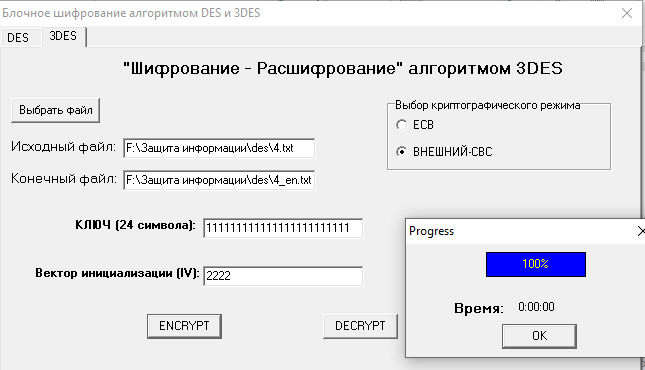 Блочное шифрование алгоритмом DES и 3DES
DES
3DES
"Шифрование - Расшифрование" алгоритмом 3DES
Выбрать файл
Выбор криптографического режима
ECB
ВНЕШНИЙ-CBC
Исходный файл:
F:\Защита информации\des\4.txt
Конечный файл:
F:\Защита информации\des\4_en.txt
КЛЮЧ (24 символа):
111111111111111111111111
Вектор инициализации (IV):
2222
ENCRYPT
DECRYPT
Progress
100%
Время:
0:00:00
OK